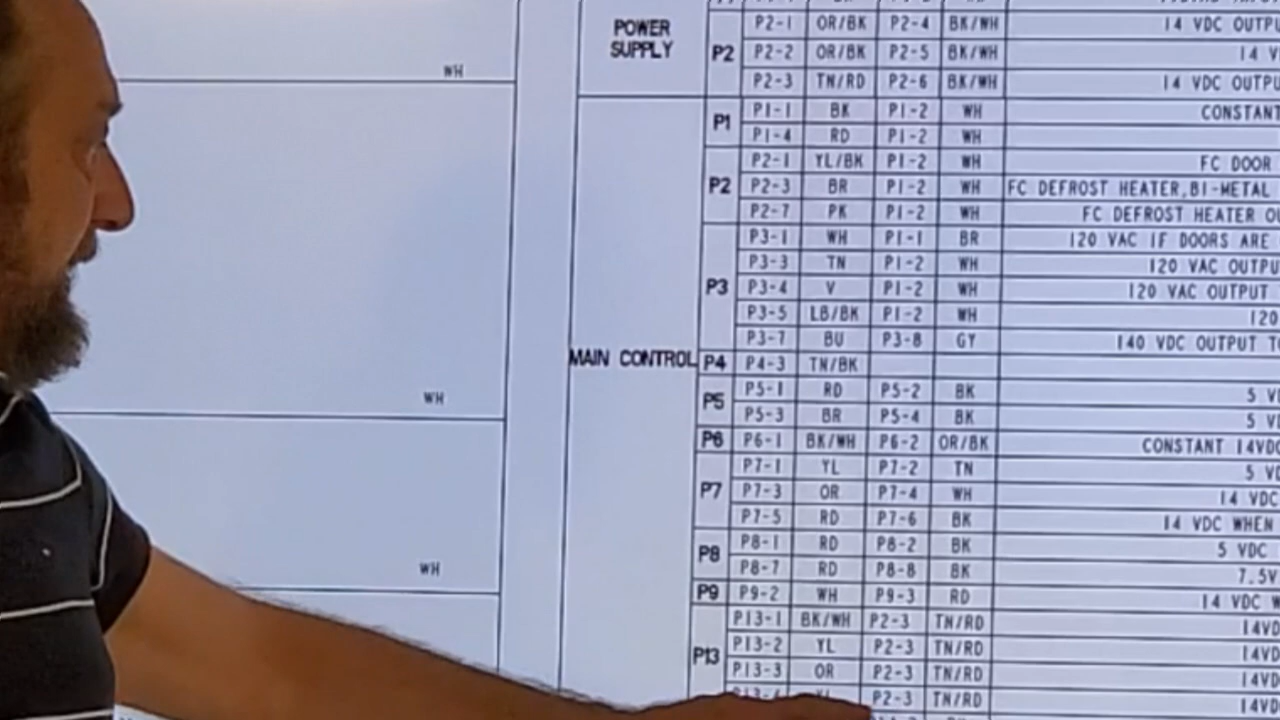 POWER SUPPLY
P2 P2-1 OR/BK P2-4 BK/WH 14 VDC OUTPU
P2-2 OR/BK P2-5 BK/WH 14 V
P2-3 TN/RD P2-6 BK/WH 14 VDC OUTPU
WH
MAIN CONTROL
P1 P1-1 BK P1-2 WH CONSTANT
P1-4 RD P1-2 WH
P2 P2-1 YL/BK P1-2 WH FC DOOR
P2-3 BR P1-2 WH FC DEFROST HEATER,BI-METAL
P2-7 PK P1-2 WH FC DEFROST HEATER O
P3 P3-1 WH P1-1 BR 120 VAC IF DOORS ARE
P3-3 TN P1-2 WH 120 VAC OUTPU
P3-4 V P1-2 WH 120 VAC OUTPUT
P3-5 LB/BK P1-2 WH 120
P3-7 BU P3-8 GY 140 VDC OUTPUT T
P4 P4-3 TN/BK
P5 P5-1 RD P5-2 BK 5 V
P5-3 BR P5-4 BK 5 V
WH
P6 P6-1 BK/WH P6-2 OR/BK CONSTANT 14VD
P7 P7-1 YL P7-2 TN 5 V
P7-3 OR P7-4 WH 14 VDC
P7-5 RD P7-6 BK 14 VDC WHEN
P8 P8-1 RD P8-2 BK 5 VDC
P8-7 RD P8-8 BK 7.5V
WH
P9 P9-2 WH P9-3 RD 14 VDC W
P13 P13-1 BK/WH P2-3 TN/RD 14VD
P13-2 YL P2-3 TN/RD 14VD
P13-3 OR P2-3 TN/RD 14VD
P2-3 TN/RD 14VD